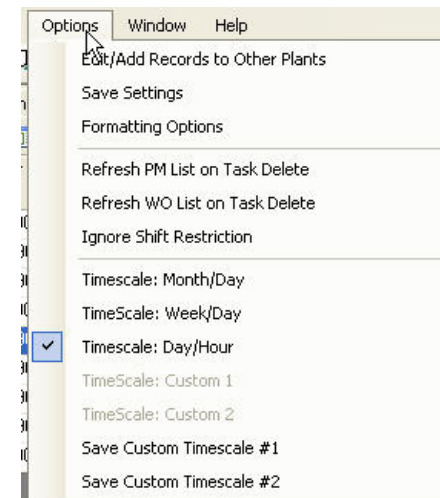 Options Window Help
Edit/Add Records to Other Plants
Save Settings
Formatting Options
Refresh PM List on Task Delete
Refresh WO List on Task Delete
Ignore Shift Restriction
Timescale: Month/Day
TimeScale: Week/Day
Timescale: Day/Hour
TimeScale: Custom 1
TimeScale: Custom 2
Save Custom Timescale #1
Save Custom Timescale #2